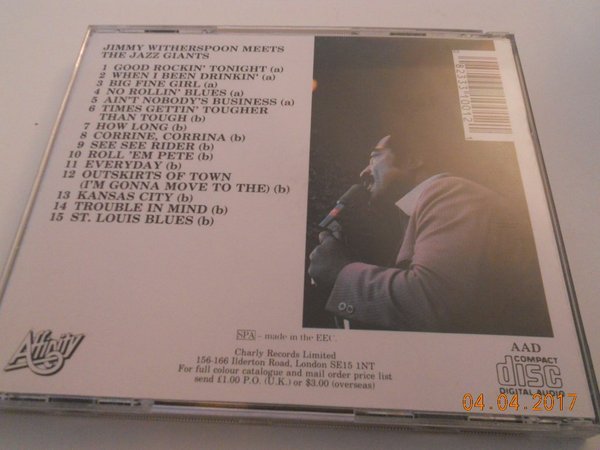 JIMMY WITHERSPOON MEETS
THE JAZZ GIANTS
1 GOOD ROCKIN' TONIGHT (a)
2 WHEN I BEEN DRINKIN' (a)
3 BIG FINE GIRL (a)
4 NO ROLLIN' BLUES (a)
5 AIN'T NOBODY'S BUSINESS (a)
6 TIMES GETTIN' TOUGHER
THAN TOUGH (b)
7 HOW LONG (b)
8 CORRINE, CORRINA (b)
9 SEE SEE RIDER (b)
10 ROLL 'EM PETE (b)
11 EVERYDAY (b)
12 OUTSKIRTS OF TOWN
(I'M GONNA MOVE TO THE) (b)
13 KANSAS CITY (b)
14 TROUBLE IN MIND (b)
15 ST. LOUIS BLUES (b)
Affinity
SPA - made in the EEC.
Charly Records Limited
156-166 Ilderton Road, London SE15 1NT
For full colour catalogue and mail order price list
send £1.00 P.O. (U.K.) or $3.00 (overseas)
AAD
COMPACT
disc
DIGITAL AUDIO
04.04.2017